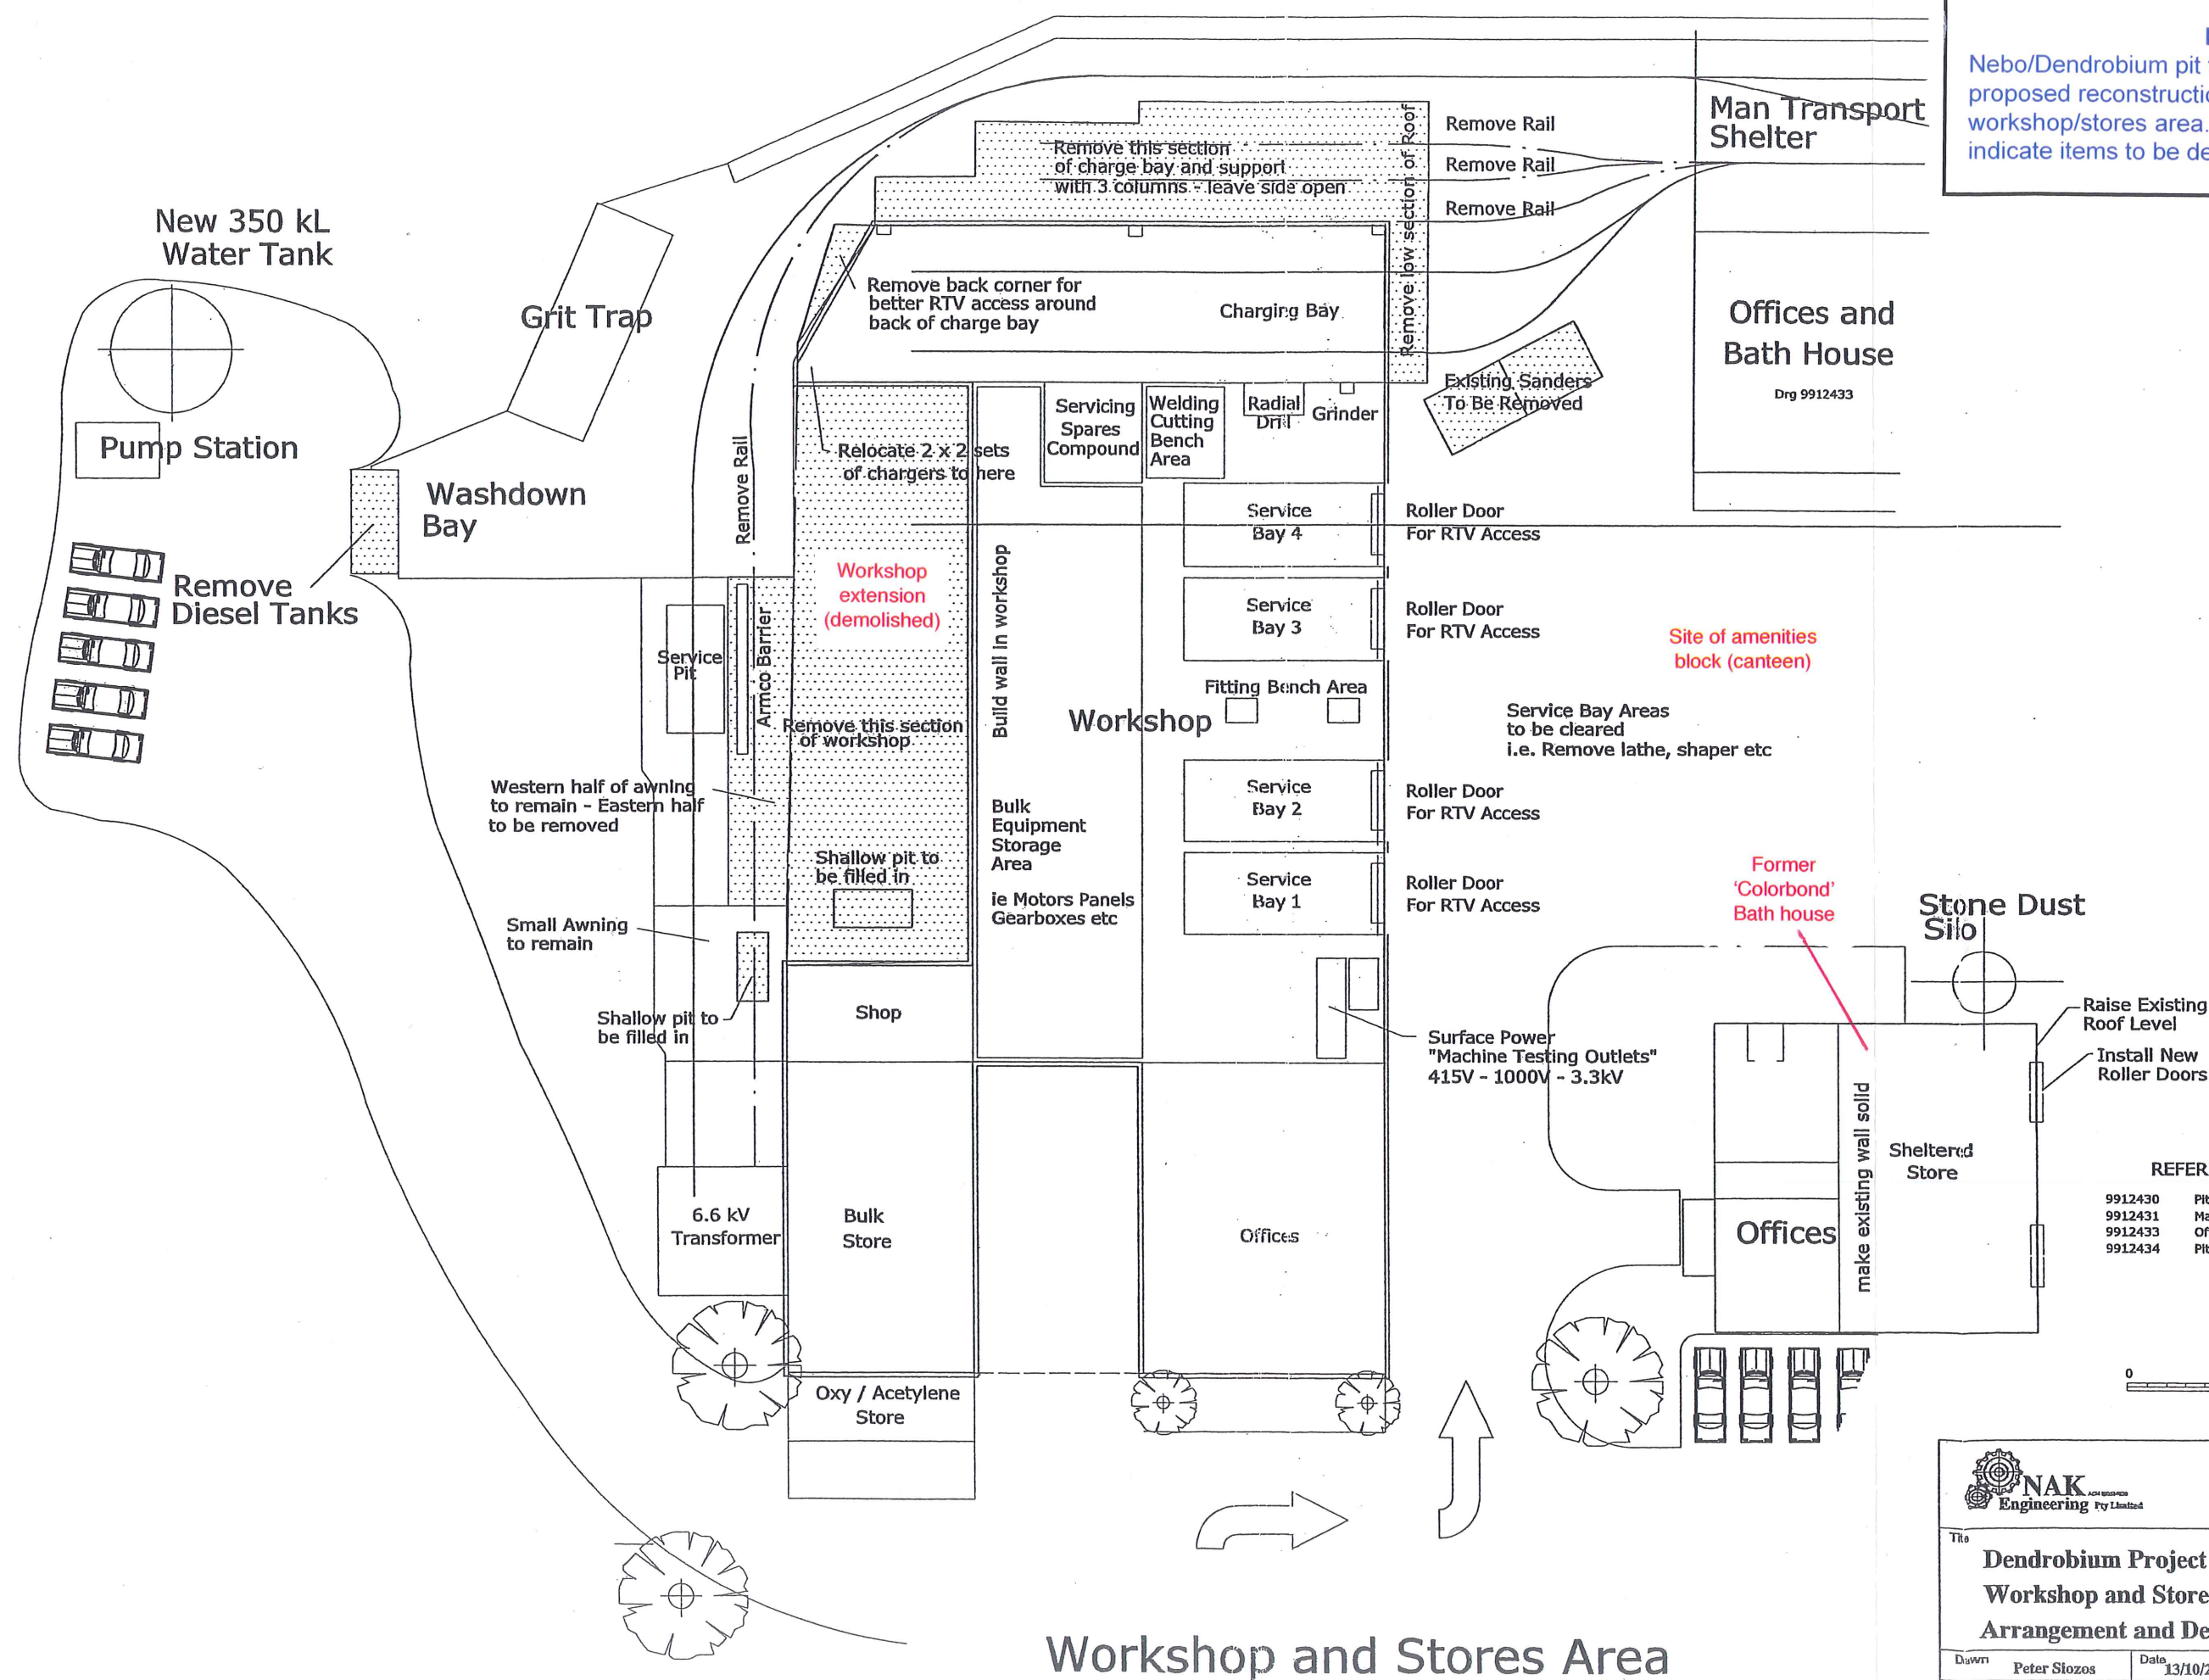 Nebo/Dendrobium pit
proposed
workshop/stores area.
indicate items to be
Man Transport
Shelter
Remove Rail
Remove Rail
Remove Rail
Remove this section
of charge bay and support
with 3 columns - leave side open
Remove low section of Roof
New 350 kL
Water Tank
Grit Trap
Remove back corner for
better RTV access around
back of charge bay
Charging Bay
Offices and
Bath House
Drg 9912433
Existing Sanders
To Be Removed
Servicing
Spares
Compound
Welding
Cutting
Bench
Area
Radial
Drill
Grinder
Pump Station
Remove Rail
Relocate 2 x 2 sets
of chargers to here
Washdown
Bay
Service
Bay 4
Roller Door
For RTV Access
Remove
Diesel Tanks
Workshop
extension
(demolished)
Build wall in workshop
Service
Bay 3
Roller Door
For RTV Access
Site of amenities
block (canteen)
Service
Pit
Armco Barrier
Fitting Bench Area
Workshop
Service Bay Areas
to be cleared
i.e. Remove lathe, shaper etc
Remove this section
of workshop
Western half of awning
to remain - Eastern half
to be removed
Bulk
Equipment
Storage
Area
ie Motors Panels
Gearboxes etc
Service
Bay 2
Roller Door
For RTV Access
Shallow pit to
be filled in
Service
Bay 1
Roller Door
For RTV Access
Former
‘Colorbond’
Bath house
Stone Dust
Silo
Small Awning
to remain
Shallow pit to
be filled in
Shop
Surface Power
"Machine Testing Outlets"
415V - 1000V - 3.3kV
Raise Existing
Roof Level
Install New
Roller Doors
make existing wall solid
Sheltered
Store
6.6 kV
Transformer
Bulk
Store
Offices
Offices
9912430
9912431
9912433
9912434
Oxy / Acetylene
Store
0
NAK
Engineering Pty Limited
Title
Dendrobium Project
Workshop and Store
Arrangement and
Drawn
Peter Slozos
Date
13/10/
Workshop and Stores Area